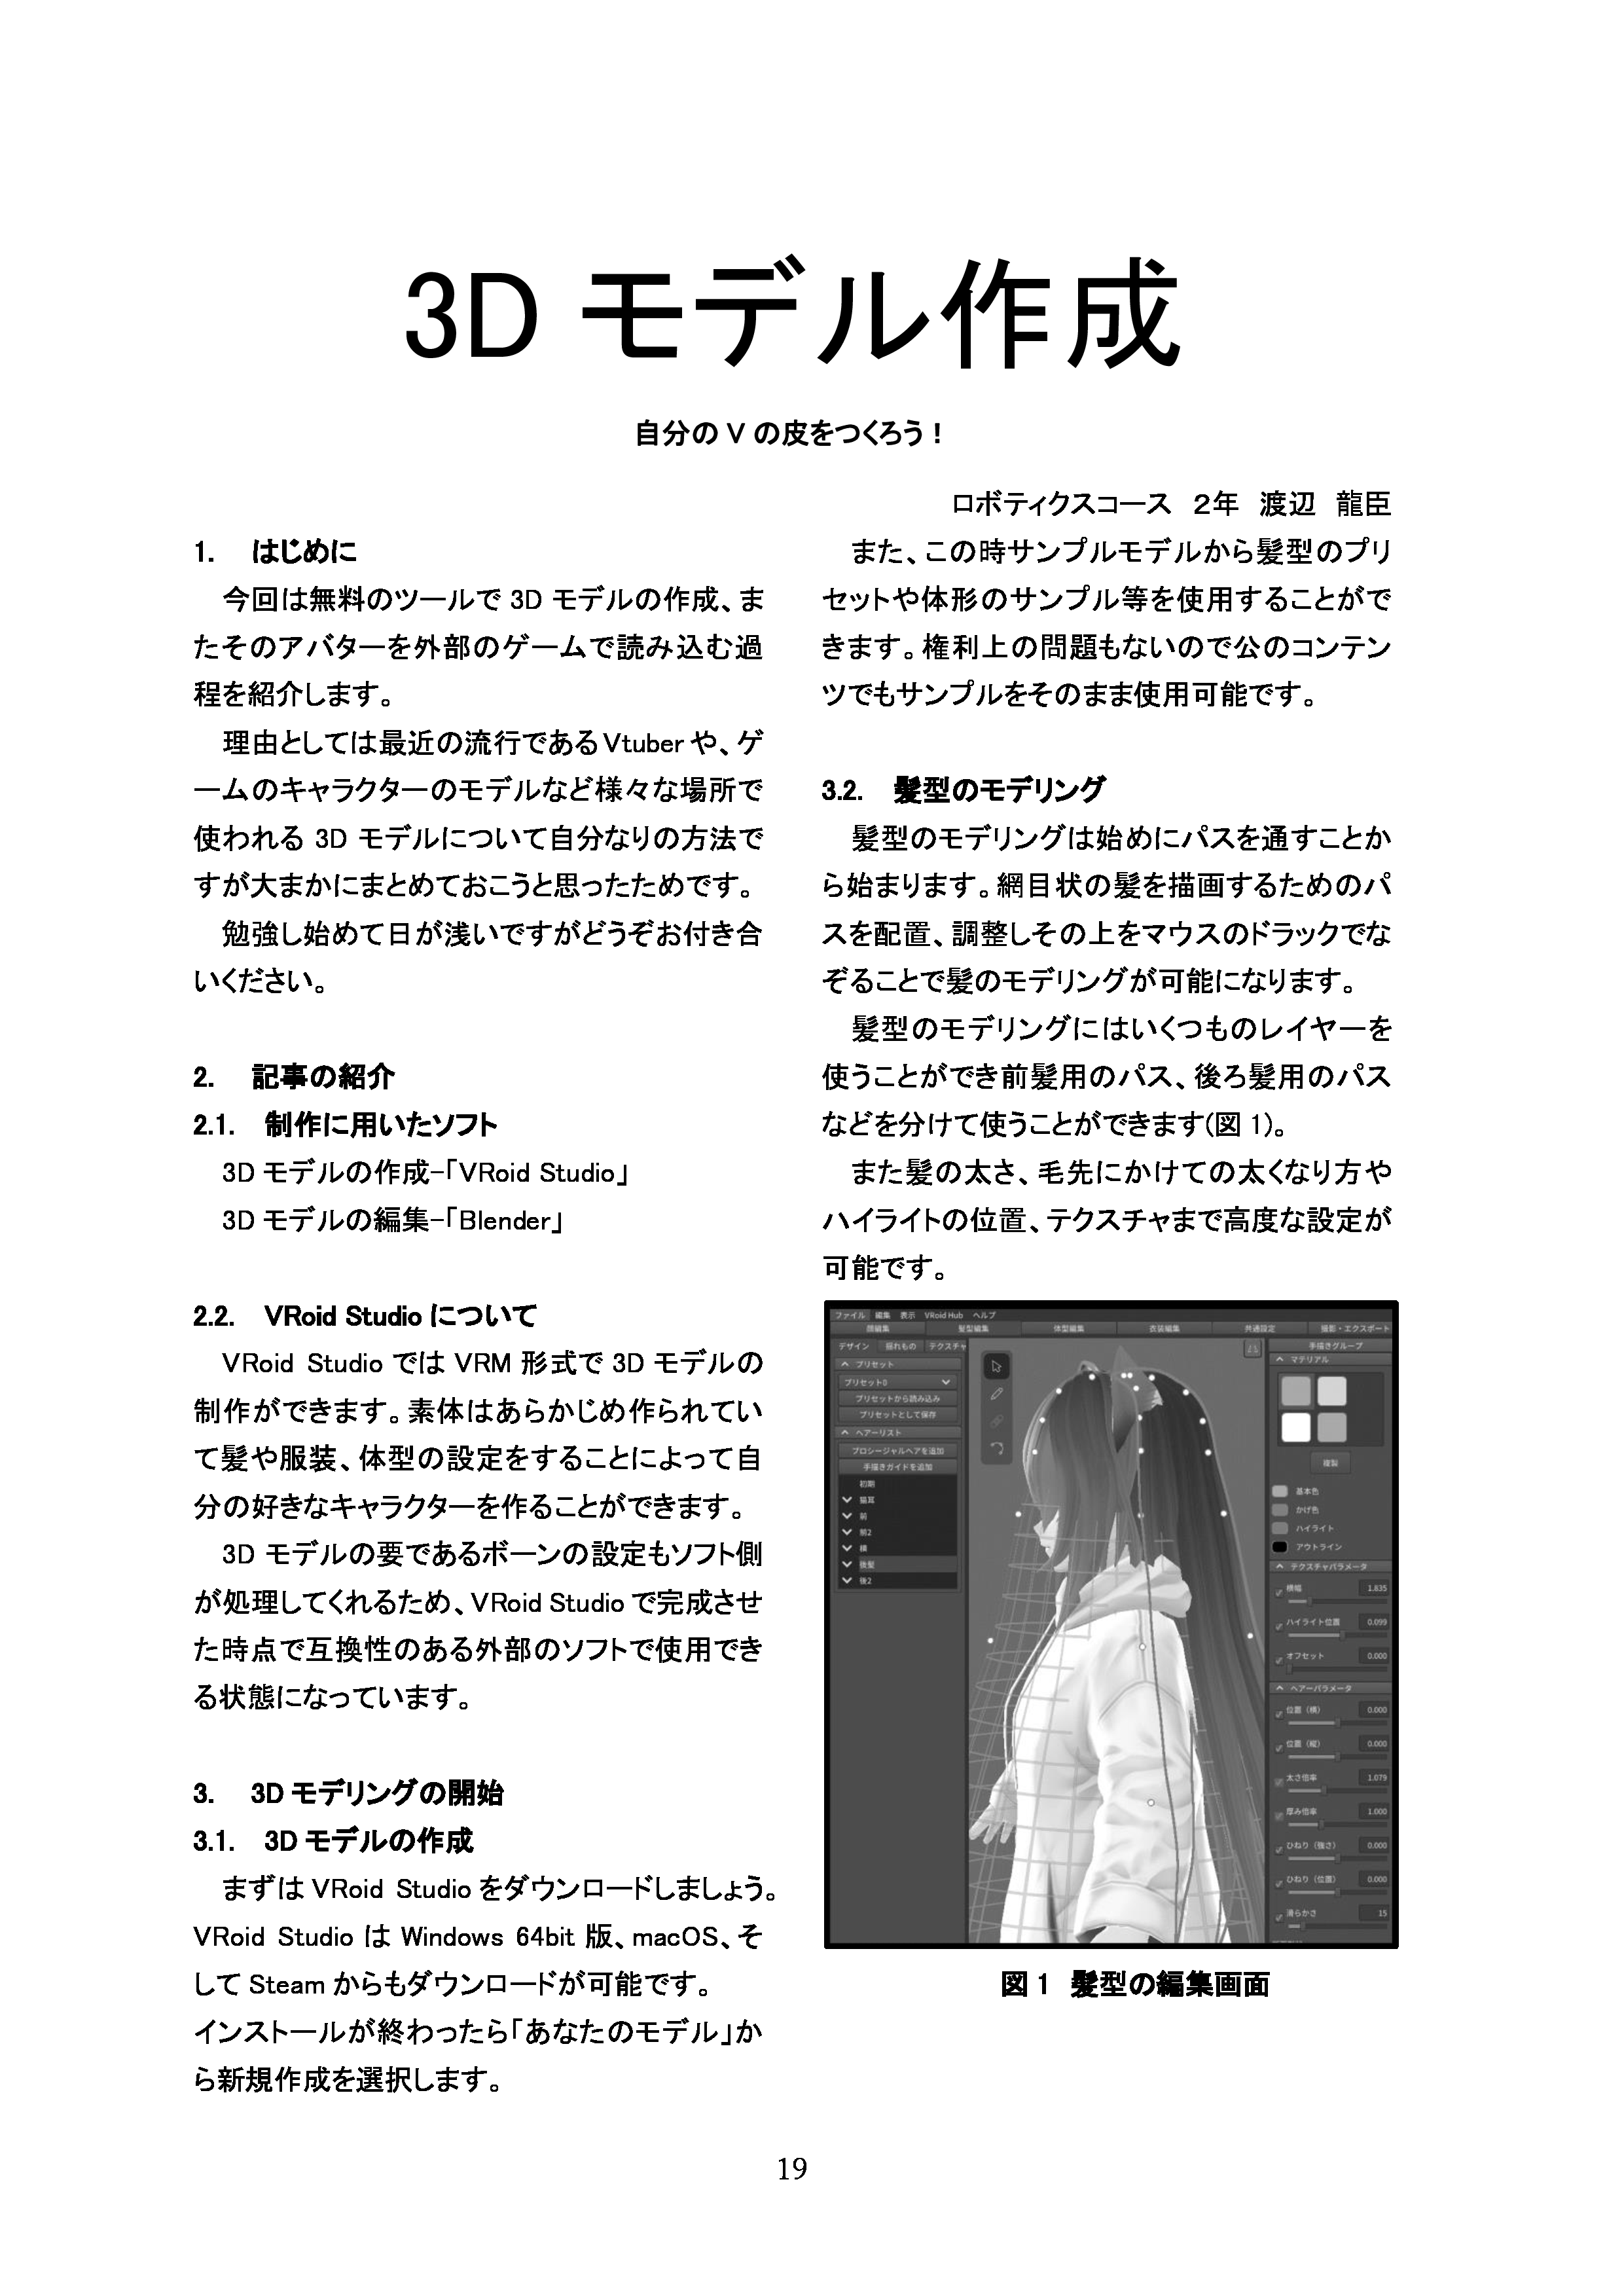 3D モデル作成
自分の V の皮をつくろう！
ロボティクスコース　2年　渡辺　龍臣
1.　はじめに
　今回は無料のツールで 3D モデルの作成、ま
たそのアバターを外部のゲームで読み込む過
程を紹介します。
　理由としては最近の流行であるVtuberや、ゲ
ームのキャラクターのモデルなど様々な場所で
使われる 3D モデルについて自分なりの方法で
すが大まかにまとめておこうと思ったためです。
　勉強し始めて日が浅いですがどうぞお付き合
いください。
2.　記事の紹介
2.1.　制作に用いたソフト
　3D モデルの作成-「VRoid Studio」
　3D モデルの編集-「Blender」
2.2.　VRoid Studio について
　VRoid Studio では VRM 形式で 3D モデルの
制作ができます。素体はあらかじめ作られてい
て髪や服装、体型の設定をすることによって自
分の好きなキャラクターを作ることができます。
　3D モデルの要であるボーンの設定もソフト側
が処理してくれるため、VRoid Studio で完成させ
た時点で互換性のある外部のソフトで使用でき
る状態になっています。
3.　3D モデリングの開始
3.1.　3D モデルの作成
　まずは VRoid Studio をダウンロードしましょう。
VRoid Studio は Windows 64bit 版、macOS、そ
して Steam からもダウンロードが可能です。
インストールが終わったら「あなたのモデル」か
ら新規作成を選択します。
　また、この時サンプルモデルから髪型のプリ
セットや体形のサンプル等を使用することがで
きます。権利上の問題もないので公のコンテン
ツでもサンプルをそのまま使用可能です。
3.2.　髪型のモデリング
　髪型のモデリングは始めにパスを通すことか
ら始まります。網目状の髪を描画するためのパ
スを配置、調整しその上をマウスのドラックでな
ぞることで髪のモデリングが可能になります。
　髪型のモデリングにはいくつものレイヤーを
使うことができ前髪用のパス、後ろ髪用のパス
などを分けて使うことができます(図 1)。
　また髪の太さ、毛先にかけての太くなり方や
ハイライトの位置、テクスチャまで高度な設定が
可能です。
ファイル 編集 表示 VRoid Hub ヘルプ
顔編集 髪型編集 体型編集 衣装編集 共通設定 撮影・エクスポート
デザイン 揺れもの テクスチャ
プリセット
プリセット0
プリセットから読み込み
プリセットとして保存
ヘアーリスト
プロシージャルヘアを追加
手描きガイドを追加
初期
猫耳
前
前2
横
後髪
後2
手描きグループ
マテリアル
複製
基本色
かげ色
ハイライト
アウトライン
テクスチャパラメータ
横幅 1.835
ハイライト位置 0.099
オフセット 0.000
ヘアーパラメータ
位置（横） 0.000
位置（縦） 0.000
太さ倍率 1.079
厚み倍率 1.000
ひねり（強さ） 0.000
ひねり（位置） 0.000
滑らかさ 15
図 1　髪型の編集画面
19